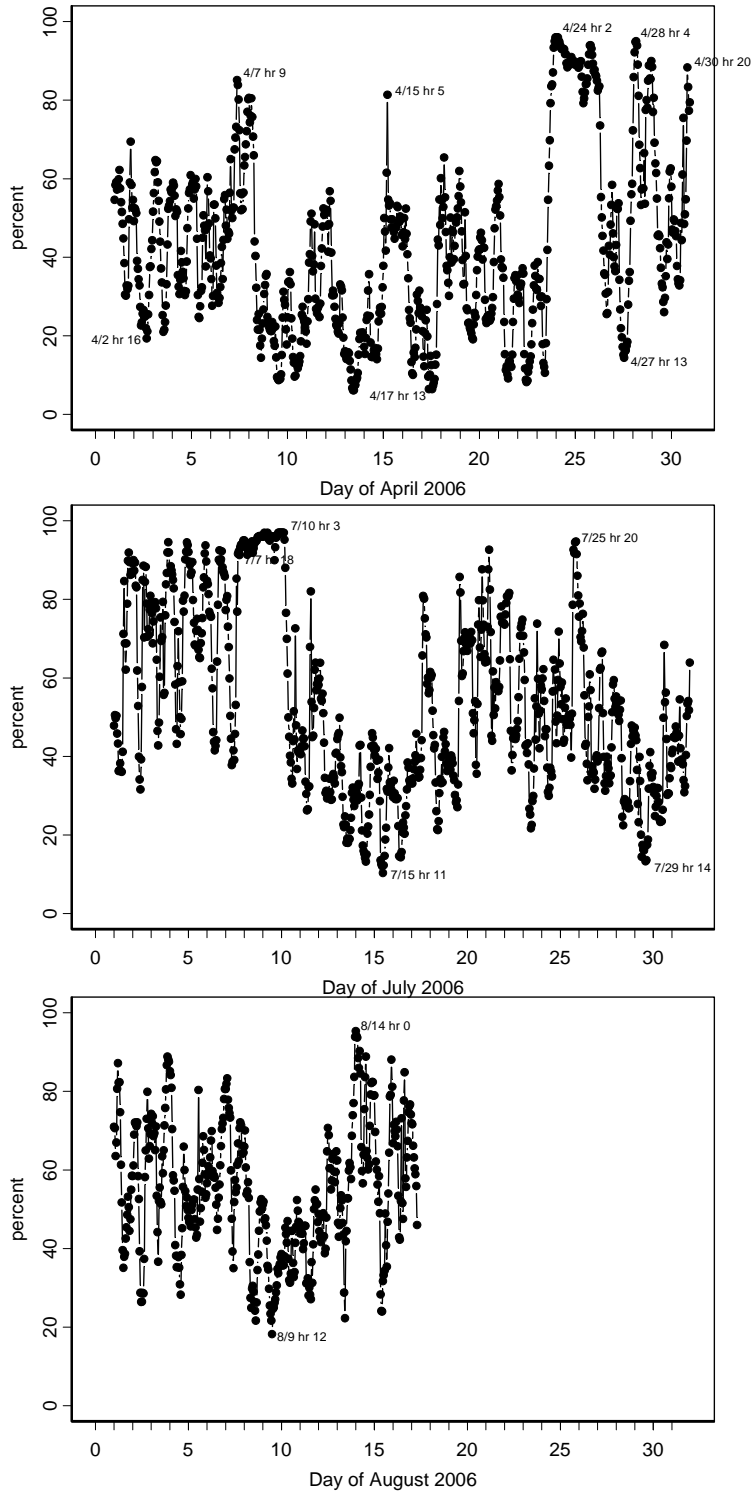 percent
0 20 40 60 80 100
4/2 hr 16
4/7 hr 9
4/15 hr 5
4/17 hr 13
4/24 hr 2
4/28 hr 4
4/30 hr 20
4/27 hr 13
0 5 10 15 20 25 30
Day of April 2006
percent
0 20 40 60 80 100
7/7 hr 18
7/10 hr 3
7/15 hr 11
7/25 hr 20
7/29 hr 14
0 5 10 15 20 25 30
Day of July 2006
percent
0 20 40 60 80 100
8/9 hr 12
8/14 hr 0
0 5 10 15 20 25 30
Day of August 2006